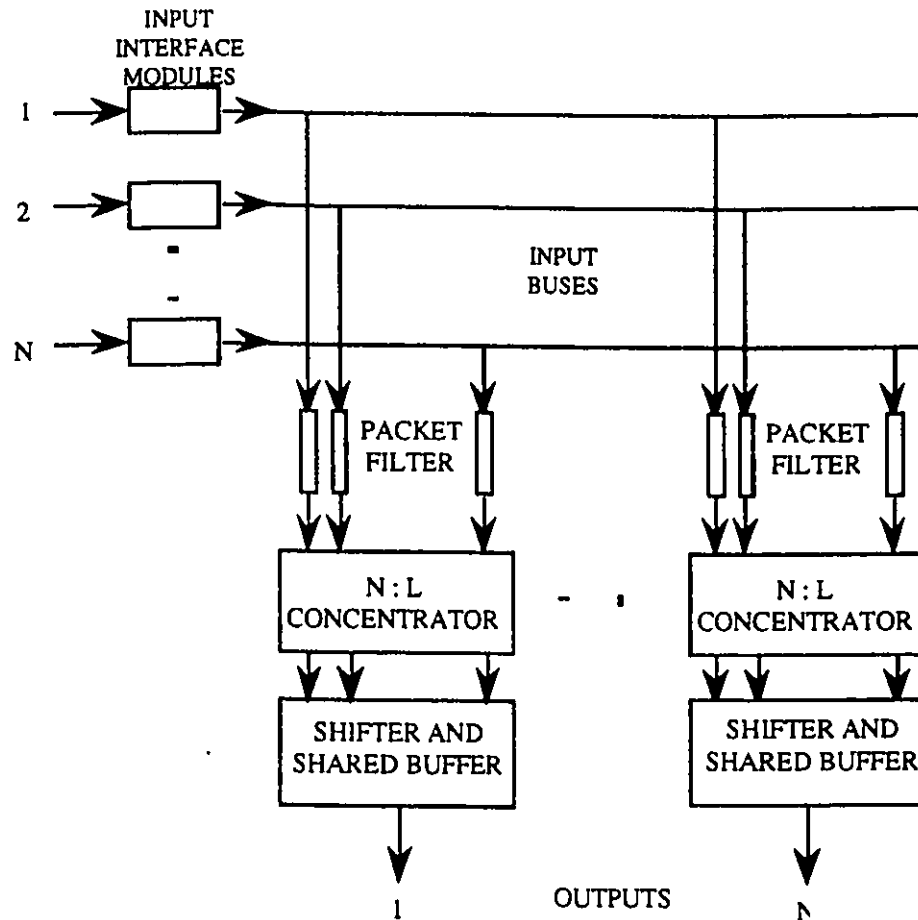 INPUT
INTERFACE
MODULES
1
2
N
INPUT
BUSES
PACKET
FILTER
PACKET
FILTER
N : L
CONCENTRATOR
N : L
CONCENTRATOR
SHIFTER AND
SHARED BUFFER
SHIFTER AND
SHARED BUFFER
1
OUTPUTS
N